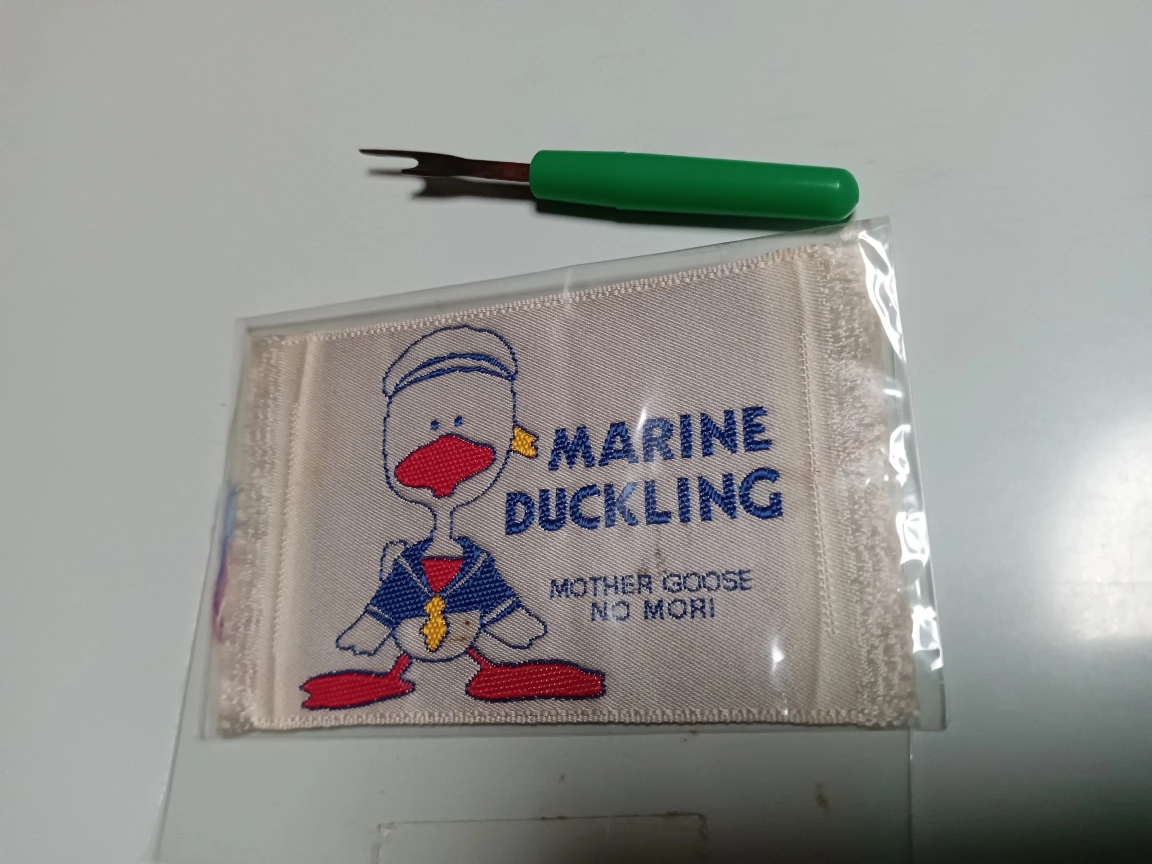 MARINE
DUCKLING
MOTHER GOOSE
NO MORI